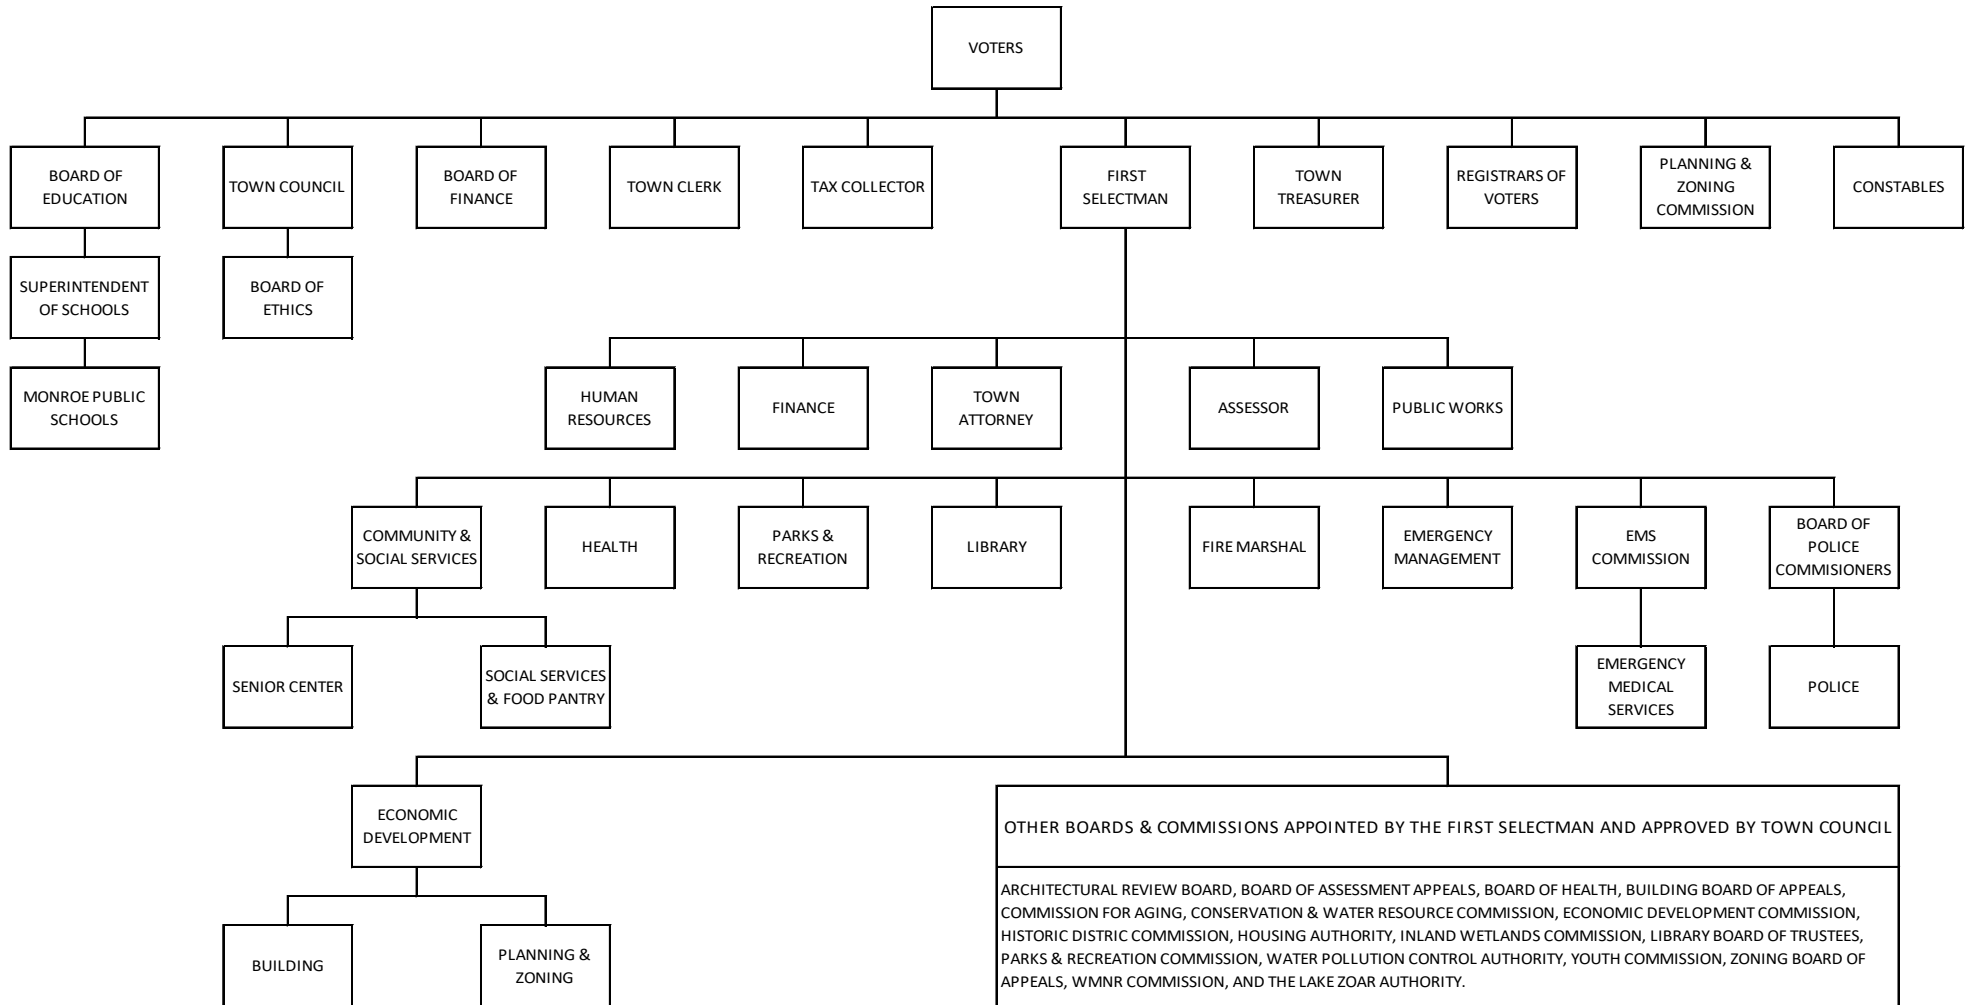 VOTERS
BOARD OF
EDUCATION
TOWN COUNCIL
BOARD OF
FINANCE
TOWN CLERK
TAX COLLECTOR
FIRST
SELECTMAN
TOWN
TREASURER
REGISTRARS OF
VOTERS
PLANNING &
ZONING
COMMISSION
CONSTABLES
SUPERINTENDENT
OF SCHOOLS
BOARD OF
ETHICS
MONROE PUBLIC
SCHOOLS
HUMAN
RESOURCES
FINANCE
TOWN
ATTORNEY
ASSESSOR
PUBLIC WORKS
COMMUNITY &
SOCIAL SERVICES
HEALTH
PARKS &
RECREATION
LIBRARY
FIRE MARSHAL
EMERGENCY
MANAGEMENT
EMS
COMMISSION
BOARD OF
POLICE
COMMISIONERS
SENIOR CENTER
SOCIAL SERVICES
& FOOD PANTRY
EMERGENCY
MEDICAL
SERVICES
POLICE
ECONOMIC
DEVELOPMENT
BUILDING
PLANNING &
ZONING
OTHER BOARDS & COMMISSIONS APPOINTED BY THE FIRST SELECTMAN AND APPROVED BY TOWN COUNCIL
ARCHITECTURAL REVIEW BOARD, BOARD OF ASSESSMENT APPEALS, BOARD OF HEALTH, BUILDING BOARD OF APPEALS,
COMMISSION FOR AGING, CONSERVATION & WATER RESOURCE COMMISSION, ECONOMIC DEVELOPMENT COMMISSION,
HISTORIC DISTRIC COMMISSION, HOUSING AUTHORITY, INLAND WETLANDS COMMISSION, LIBRARY BOARD OF TRUSTEES,
PARKS & RECREATION COMMISSION, WATER POLLUTION CONTROL AUTHORITY, YOUTH COMMISSION, ZONING BOARD OF
APPEALS, WMNR COMMISSION, AND THE LAKE ZOAR AUTHORITY.